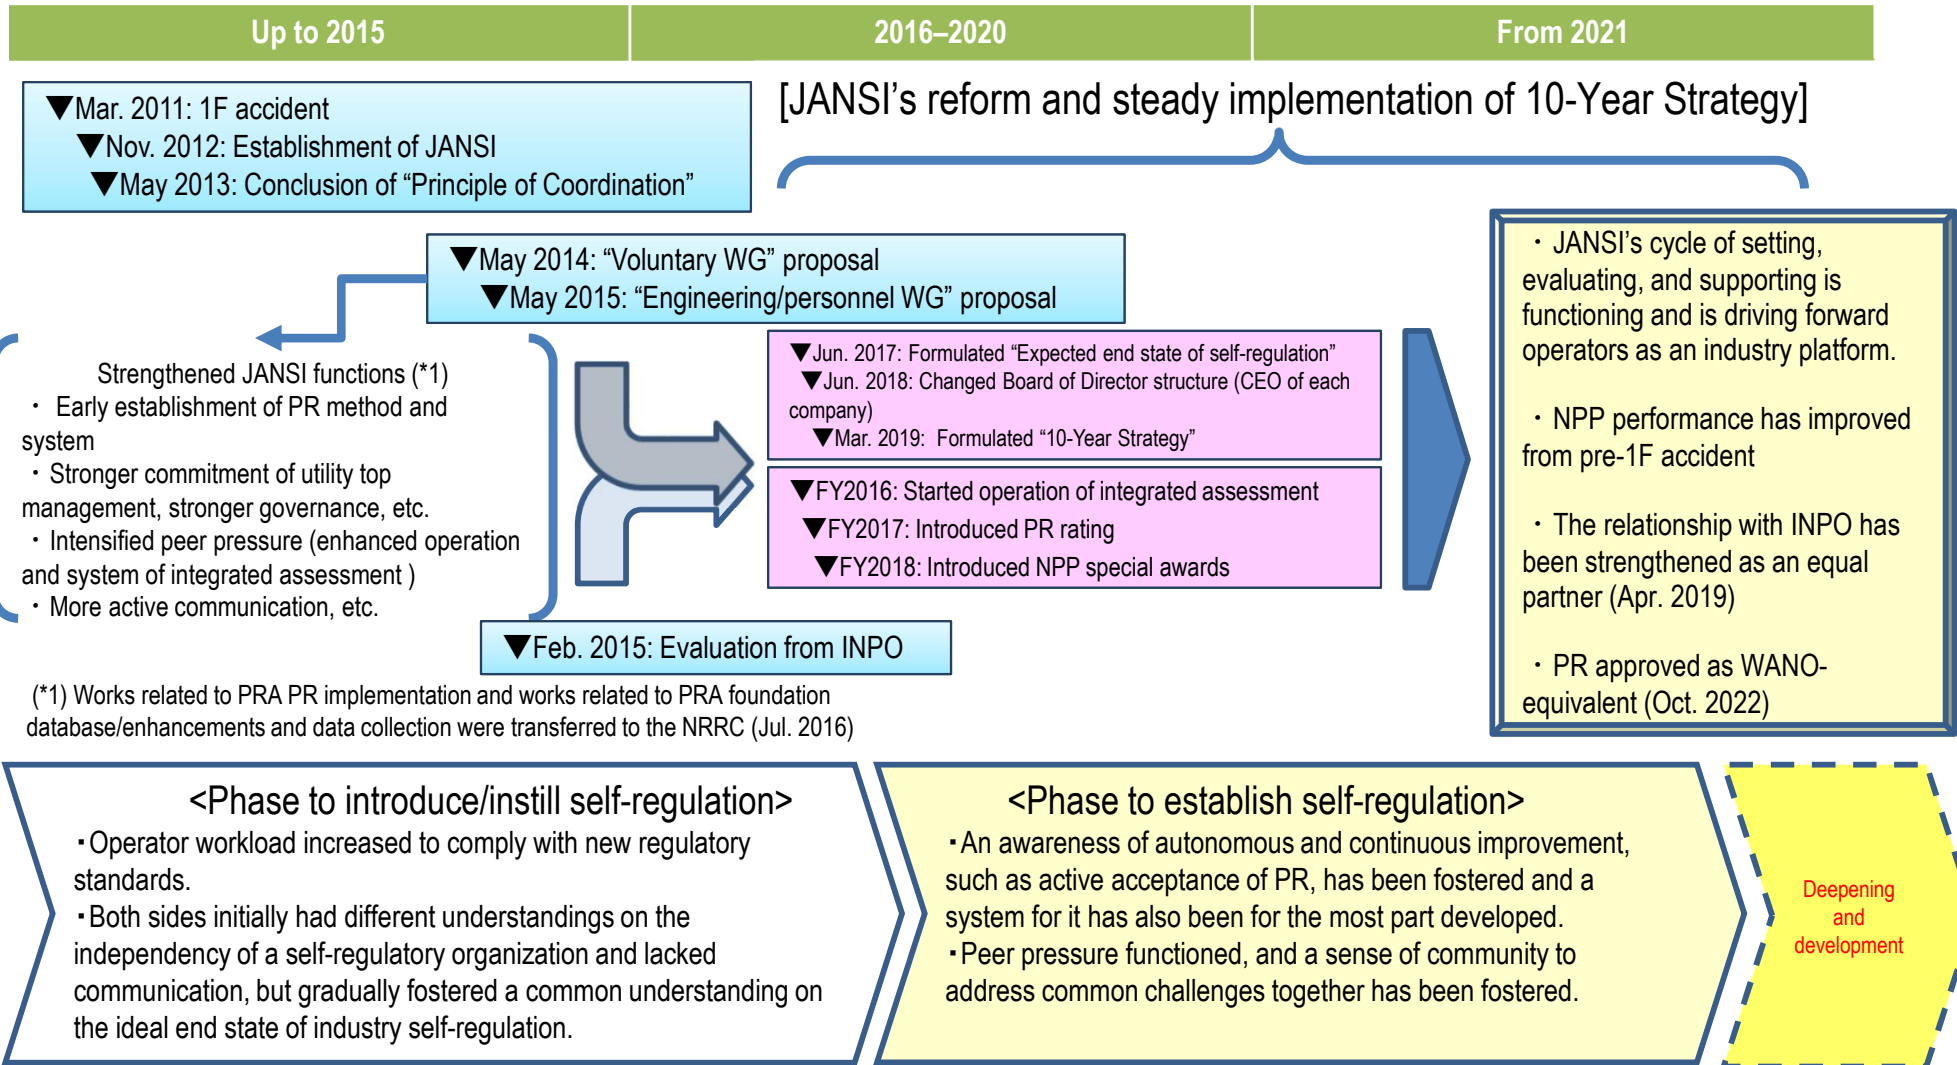 Up to 2015
2016–2020
From 2021
▼Mar. 2011: 1F accident
▼Nov. 2012: Establishment of JANSI
▼May 2013: Conclusion of “Principle of Coordination”
[JANSI’s reform and steady implementation of 10-Year Strategy]
▼May 2014: “Voluntary WG” proposal
▼May 2015: “Engineering/personnel WG” proposal
Strengthened JANSI functions (*1)
・ Early establishment of PR method and
system
・ Stronger commitment of utility top
management, stronger governance, etc.
・ Intensified peer pressure (enhanced operation
and system of integrated assessment )
・ More active communication, etc.
▼Jun. 2017: Formulated “Expected end state of self-regulation”
▼Jun. 2018: Changed Board of Director structure (CEO of each
company)
▼Mar. 2019: Formulated “10-Year Strategy”
▼FY2016: Started operation of integrated assessment
▼FY2017: Introduced PR rating
▼FY2018: Introduced NPP special awards
▼Feb. 2015: Evaluation from INPO
・ JANSI’s cycle of setting,
evaluating, and supporting is
functioning and is driving forward
operators as an industry platform.
・ NPP performance has improved
from pre-1F accident
・ The relationship with INPO has
been strengthened as an equal
partner (Apr. 2019)
・ PR approved as WANO-
equivalent (Oct. 2022)
(*1) Works related to PRA PR implementation and works related to PRA foundation
database/enhancements and data collection were transferred to the NRRC (Jul. 2016)
<Phase to introduce/instill self-regulation>
・Operator workload increased to comply with new regulatory
standards.
・Both sides initially had different understandings on the
independency of a self-regulatory organization and lacked
communication, but gradually fostered a common understanding on
the ideal end state of industry self-regulation.
<Phase to establish self-regulation>
・An awareness of autonomous and continuous improvement,
such as active acceptance of PR, has been fostered and a
system for it has also been for the most part developed.
・Peer pressure functioned, and a sense of community to
address common challenges together has been fostered.
Deepening
and
development